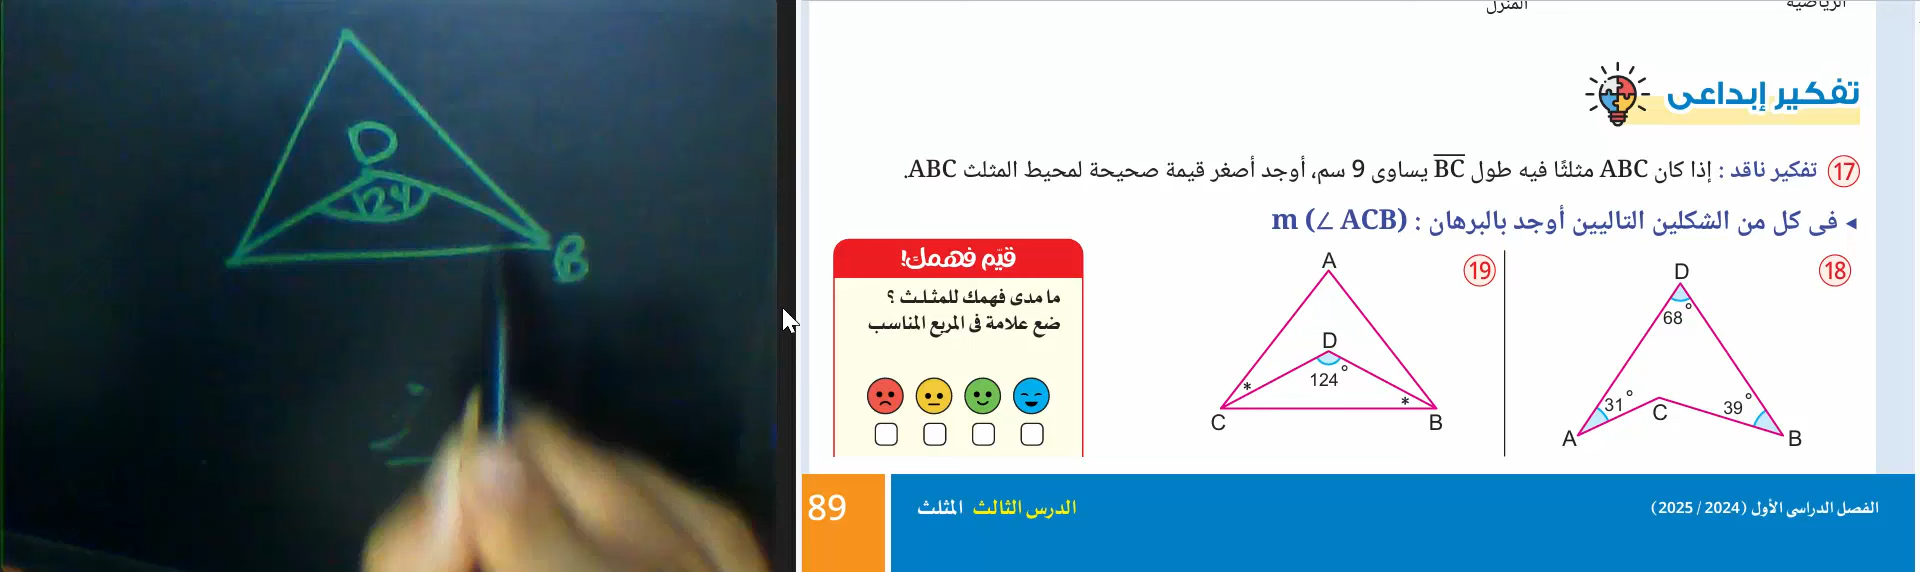 D
124
B
الرياضية
المنزل
تفكير إبداعى
17 تفكير ناقد : إذا كان ABC مثلثًا فيه طول BC يساوى 9 سم، أوجد أصغر قيمة صحيحة لمحيط المثلث ABC.
◂ فى كل من الشكلين التاليين أوجد بالبرهان : m (∠ ACB)
18
D
68°
31°
39°
C
A
B
19
A
D
124°
*
*
C
B
قيّم فهمك!
ما مدى فهمك للمثلث ؟
ضع علامة فى المربع المناسب
الفصل الدراسى الأول (2024 / 2025)
الدرس الثالث المثلث
89